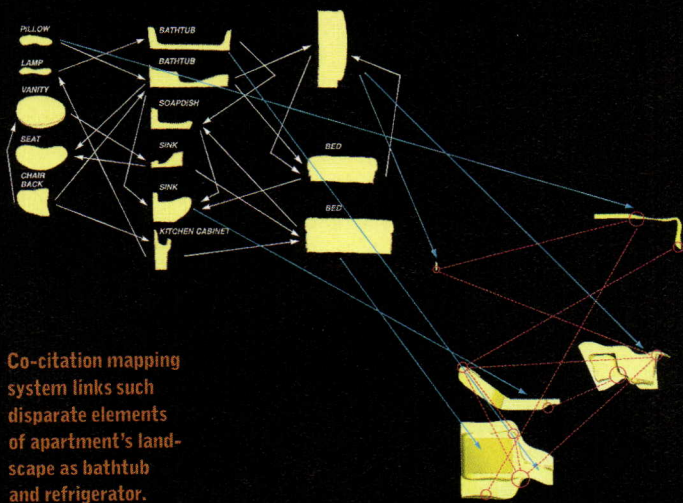 PILLOW
LAMP
VANITY
SEAT
CHAIR
BACK
BATHTUB
BATHTUB
SOAPDISH
SINK
SINK
KITCHEN CABINET
BED
BED
Co-citation mapping
system links such
disparate elements
of apartment's land-
scape as bathtub
and refrigerator.